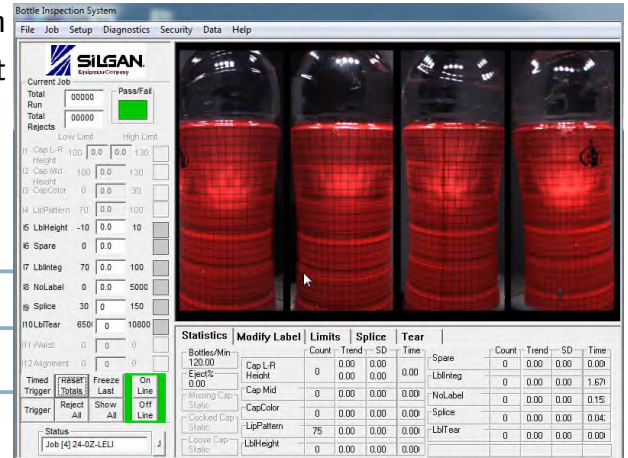 Bottle Inspection System
File Job Setup Diagnostics Security Data Help
SILGAN
Equipment Company
Current Job
Total Run 00000
Pass/Fail
Total Rejects 00000
Low Limit High Limit
I1 Cap L-R Height 100 0.0 0.0 130
I2 Cap Mid Height 100 0.0 130
I3 CapColor 0 0.0 30
I4 LipPattern 70 0.0 100
I5 LblHeight -10 0.0 10
I6 Spare 0 0.0
I7 LblInteg 70 0.0 100
I8 NoLabel 0 0.0 5000
I9 Splice 30 0 150
I10LblTear 650 0 10800
I11 rWaist 0 0 0
I12 Alignment 0 0 0
Timed Trigger Reset Totals Freeze Last On Line
Trigger Reject All Show All Off Line
Status
Job [4] 24-0Z-LELI J
Statistics Modify Label Limits Splice Tear
Bottles/Min
120.00
Eject%
0.00
Missing Cap
Static
Cocked Cap
Static
Loose Cap
Static
Count Trend SD Time
Cap L-R Height 0 0.00 0.00 0.00
0.00 0.00
Cap Mid 0 0.00 0.00 0.00
CapColor 0 0.00 0.00 0.00
LipPattern 75 0.00 0.00 0.00
LblHeight 0 0.00 0.00 0.00
Count Trend SD Time
Spare 0 0.00 0.00 0.00
LblInteg 0 0.00 0.00 1.67
NoLabel 0 0.00 0.00 0.15
Splice 0 0.00 0.00 0.04
LblTear 0 0.00 0.00 0.00